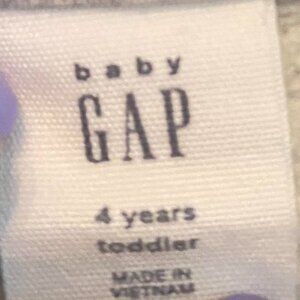 baby
GAP
4 years
toddler
MADE IN
VIETNAM